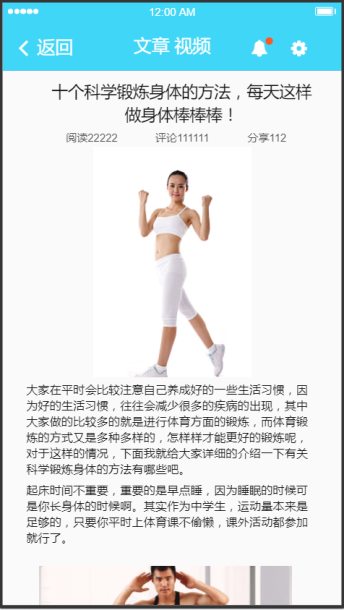 12:00 AM
返回
文章 视频
十个科学锻炼身体的方法，每天这样
做身体棒棒棒！
阅读22222 评论111111 分享112
大家在平时会比较注意自己养成好的一些生活习惯，因
为好的生活习惯，往往会减少很多的疾病的出现，其中
大家做的比较多的就是进行体育方面的锻炼，而体育锻
炼的方式又是多种多样的，怎样样才能更好的锻炼呢，
对于这样的情况，下面我就给大家详细的介绍一下有关
科学锻炼身体的方法有哪些吧。
起床时间不重要，重要的是早点睡，因为睡眠的时候可
是你长身体的时候啊。其实作为中学生，运动量本来是
足够的，只要你平时上体育课不偷懒，课外活动都参加
就行了。